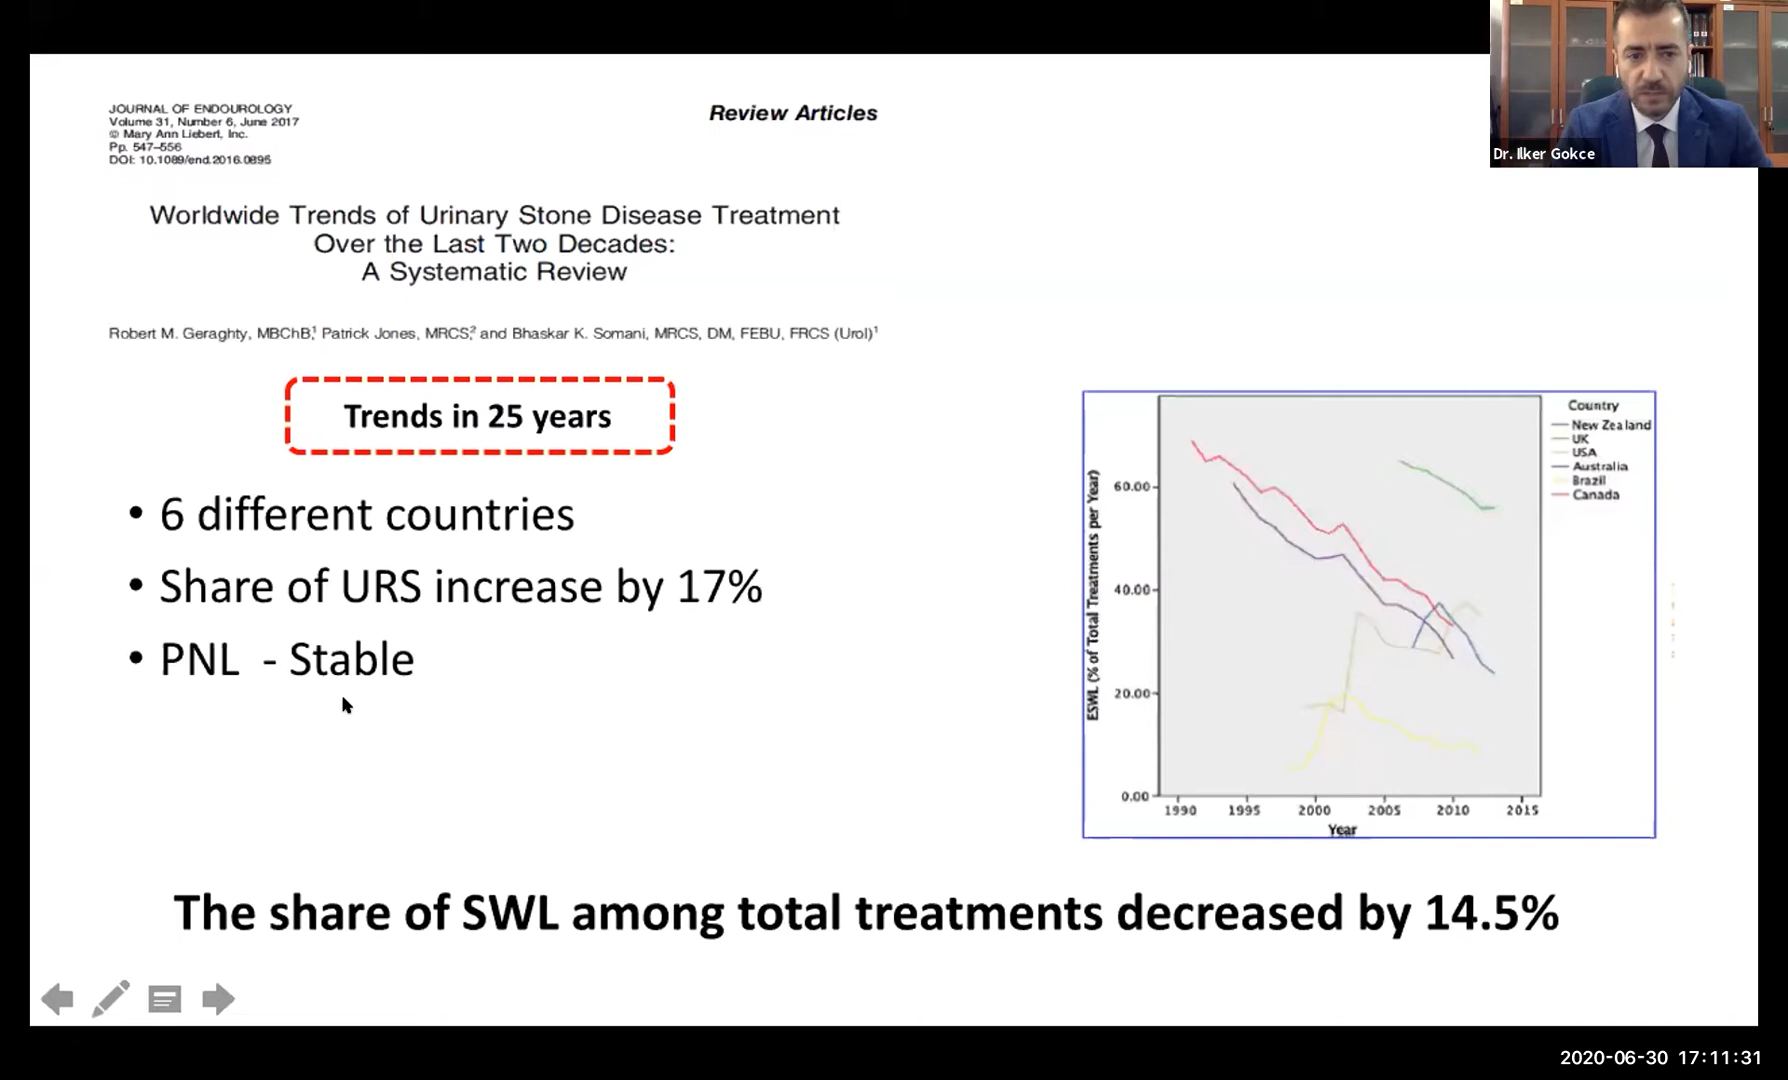 JOURNAL OF ENDOUROLOGY
Volume 31, Number 6, June 2017
© Mary Ann Liebert, Inc.
Pp. 547–556
DOI: 10.1089/end.2016.0895
Review Articles
Dr. Ilker Gokce
Worldwide Trends of Urinary Stone Disease Treatment
Over the Last Two Decades:
A Systematic Review
Robert M. Geraghty, MBChB,¹ Patrick Jones, MRCS,² and Bhaskar K. Somani, MRCS, DM, FEBU, FRCS (Urol)¹
Trends in 25 years
• 6 different countries
• Share of URS increase by 17%
• PNL - Stable
Country
New Zealand
UK
USA
Australia
Brazil
Canada
ESWL (% of Total Treatments per Year)
60.00
40.00
20.00
0.00
1990 1995 2000 2005 2010 2015
Year
The share of SWL among total treatments decreased by 14.5%
2020-06-30 17:11:31